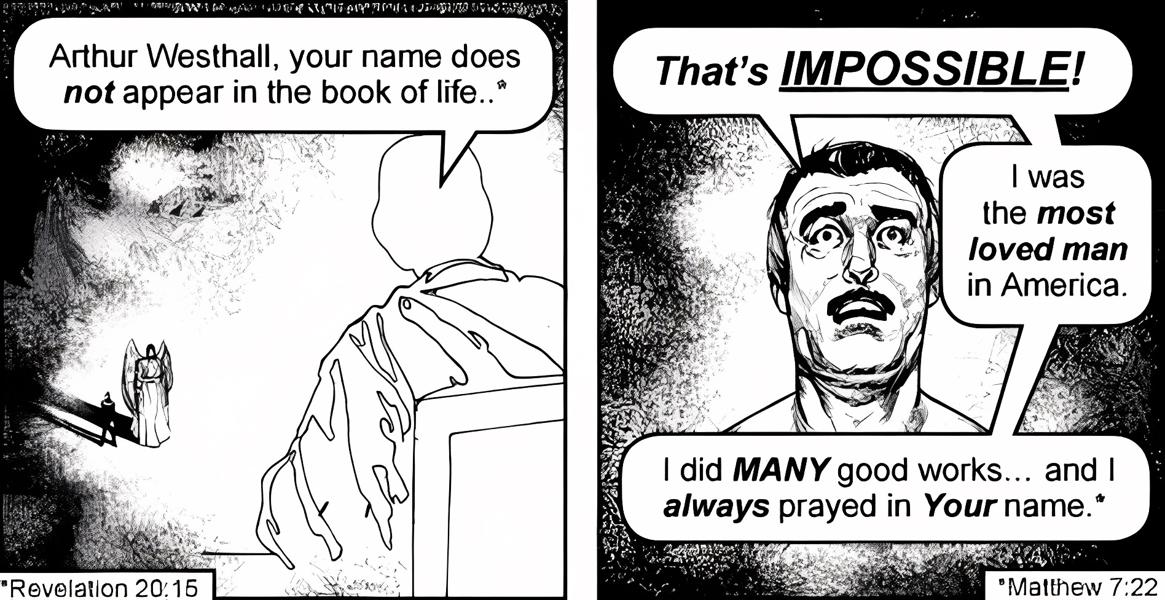 Arthur Westhall, your name does
not appear in the book of life..*
*Revelation 20:15
That's IMPOSSIBLE!
I was
the most
loved man
in America.
I did MANY good works... and I
always prayed in Your name.*
*Matthew 7:22